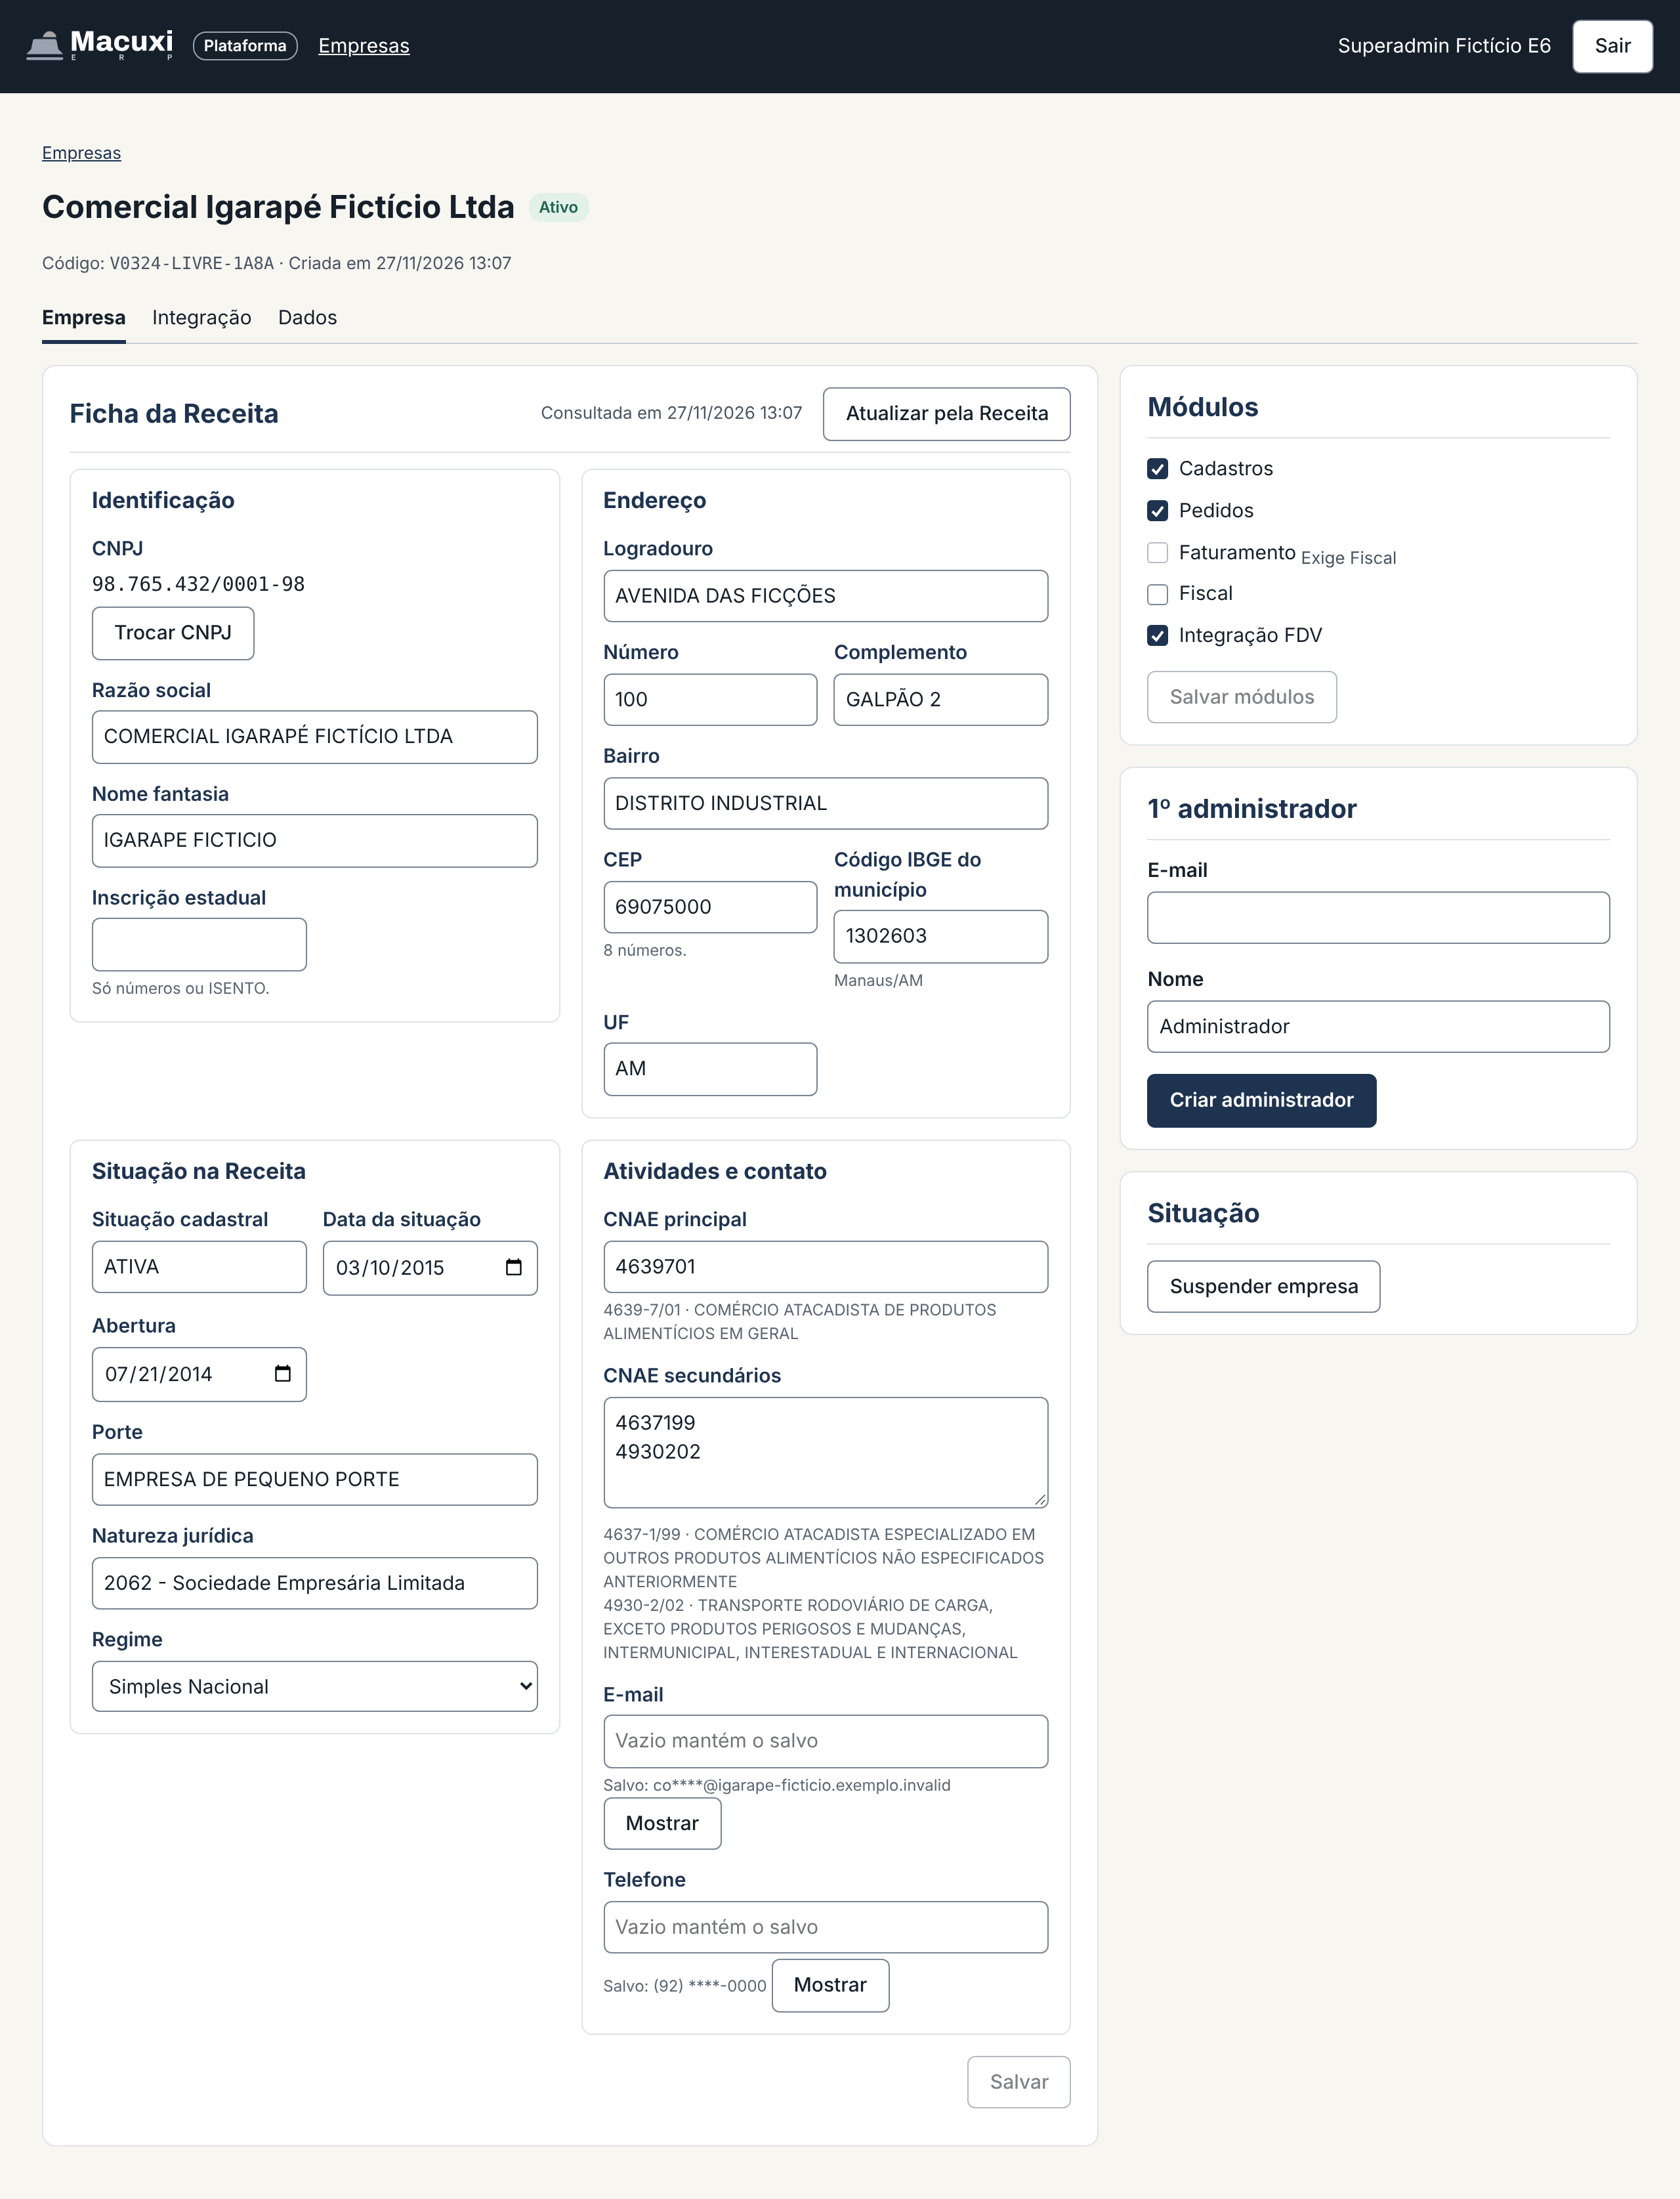 Macuxi
E R P
Plataforma
Empresas
Superadmin Fictício E6
Sair
Empresas
Comercial Igarapé Fictício Ltda
Ativo
Código: V0324-LIVRE-1A8A · Criada em 27/11/2026 13:07
Empresa
Integração
Dados
Ficha da Receita
Consultada em 27/11/2026 13:07
Atualizar pela Receita
Identificação
CNPJ
98.765.432/0001-98
Trocar CNPJ
Razão social
COMERCIAL IGARAPÉ FICTÍCIO LTDA
Nome fantasia
IGARAPE FICTICIO
Inscrição estadual
Só números ou ISENTO.
Endereço
Logradouro
AVENIDA DAS FICÇÕES
Número
100
Complemento
GALPÃO 2
Bairro
DISTRITO INDUSTRIAL
CEP
69075000
8 números.
Código IBGE do
município
1302603
Manaus/AM
UF
AM
Situação na Receita
Situação cadastral
ATIVA
Data da situação
03/10/2015
Abertura
07/21/2014
Porte
EMPRESA DE PEQUENO PORTE
Natureza jurídica
2062 - Sociedade Empresária Limitada
Regime
Simples Nacional
Atividades e contato
CNAE principal
4639701
4639-7/01 · COMÉRCIO ATACADISTA DE PRODUTOS
ALIMENTÍCIOS EM GERAL
CNAE secundários
4637199
4930202
4637-1/99 · COMÉRCIO ATACADISTA ESPECIALIZADO EM
OUTROS PRODUTOS ALIMENTÍCIOS NÃO ESPECIFICADOS
ANTERIORMENTE
4930-2/02 · TRANSPORTE RODOVIÁRIO DE CARGA,
EXCETO PRODUTOS PERIGOSOS E MUDANÇAS,
INTERMUNICIPAL, INTERESTADUAL E INTERNACIONAL
E-mail
Vazio mantém o salvo
Salvo: co****@igarape-ficticio.exemplo.invalid
Mostrar
Telefone
Vazio mantém o salvo
Salvo: (92) ****-0000
Mostrar
Salvar
Módulos
Cadastros
Pedidos
Faturamento Exige Fiscal
Fiscal
Integração FDV
Salvar módulos
1º administrador
E-mail
Nome
Administrador
Criar administrador
Situação
Suspender empresa